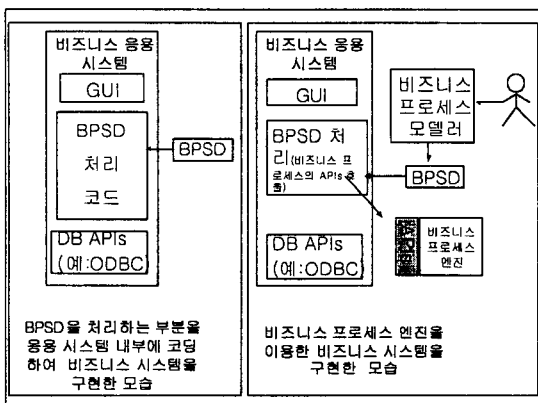 비즈니스 응용
시스템
GUI
BPSD
처리
코드
BPSD
DB APIs
(예:ODBC)
BPSD을 처리하는 부분을
응용 시스템 내부에 코딩
하여 비즈니스 시스템을
구현한 모습
비즈니스 응용
시스템
GUI
BPSD 처
리(비즈니스 프
로세스의 APIs 호
출)
DB APIs
(예:ODBC)
비즈니스
프로세스
모델러
BPSD
비즈니스
프로세스
엔진
비즈니스 프로세스 엔진을
이용한 비즈니스 시스템을
구현한 모습